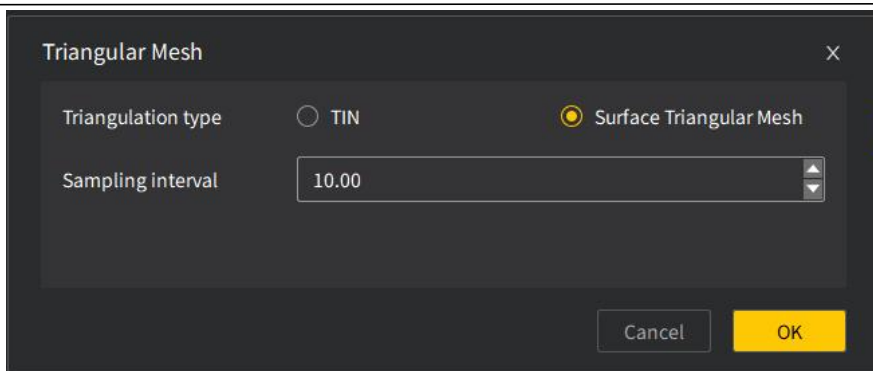 Triangular Mesh X
Triangulation type TIN Surface Triangular Mesh
Sampling interval 10.00
Cancel OK